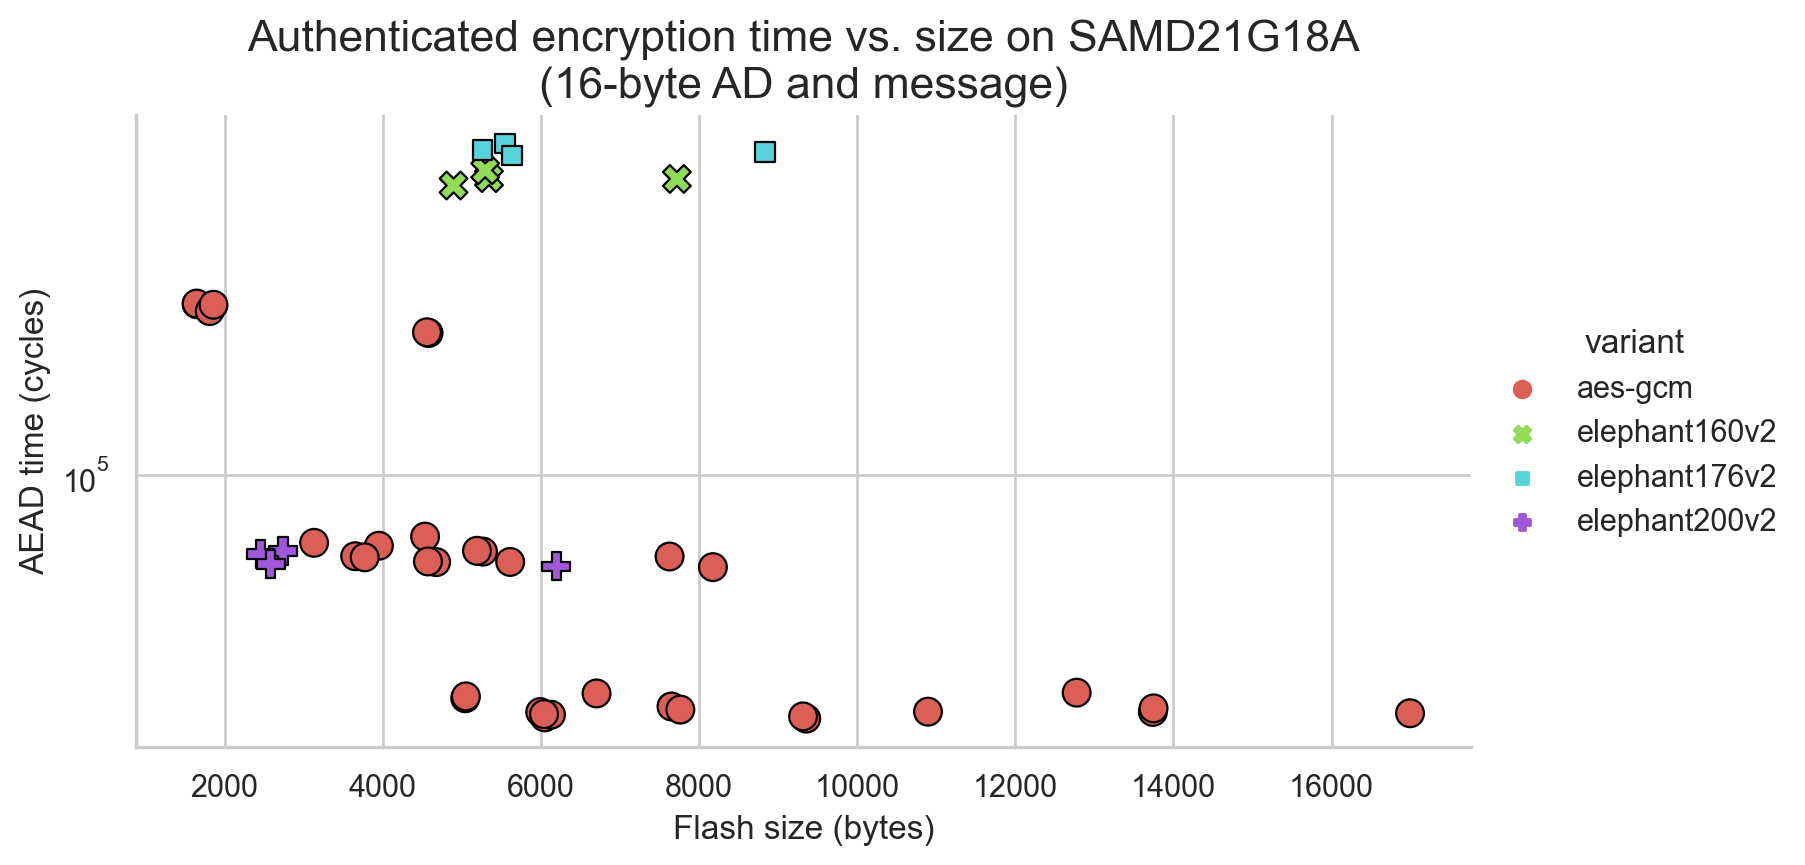 Authenticated encryption time vs. size on SAMD21G18A
(16-byte AD and message)
AEAD time (cycles)
10^5
variant
aes-gcm
elephant160v2
elephant176v2
elephant200v2
2000 4000 6000 8000 10000 12000 14000 16000
Flash size (bytes)